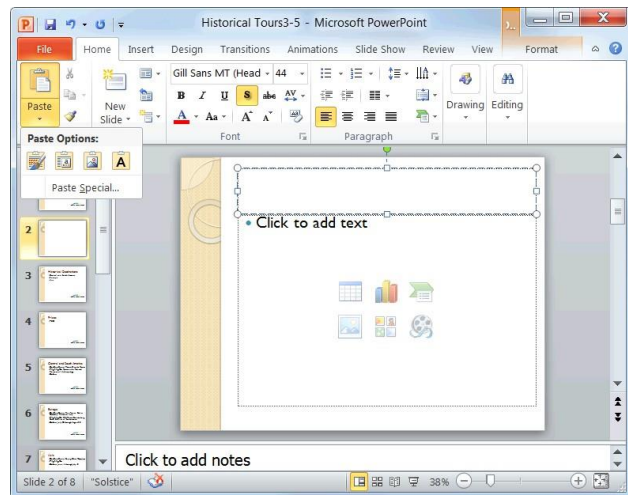 Historical Tours3-5 - Microsoft PowerPoint
File Home Insert Design Transitions Animations Slide Show Review View Format
Gill Sans MT (Head 44
B I U S abc AV
A Aa A A
Paste
New
Slide
Drawing Editing
Font Paragraph
Paste Options:
A
Paste Special...
2
3
4
5
6
7
• Click to add text
Click to add notes
Slide 2 of 8 "Solstice" 38%